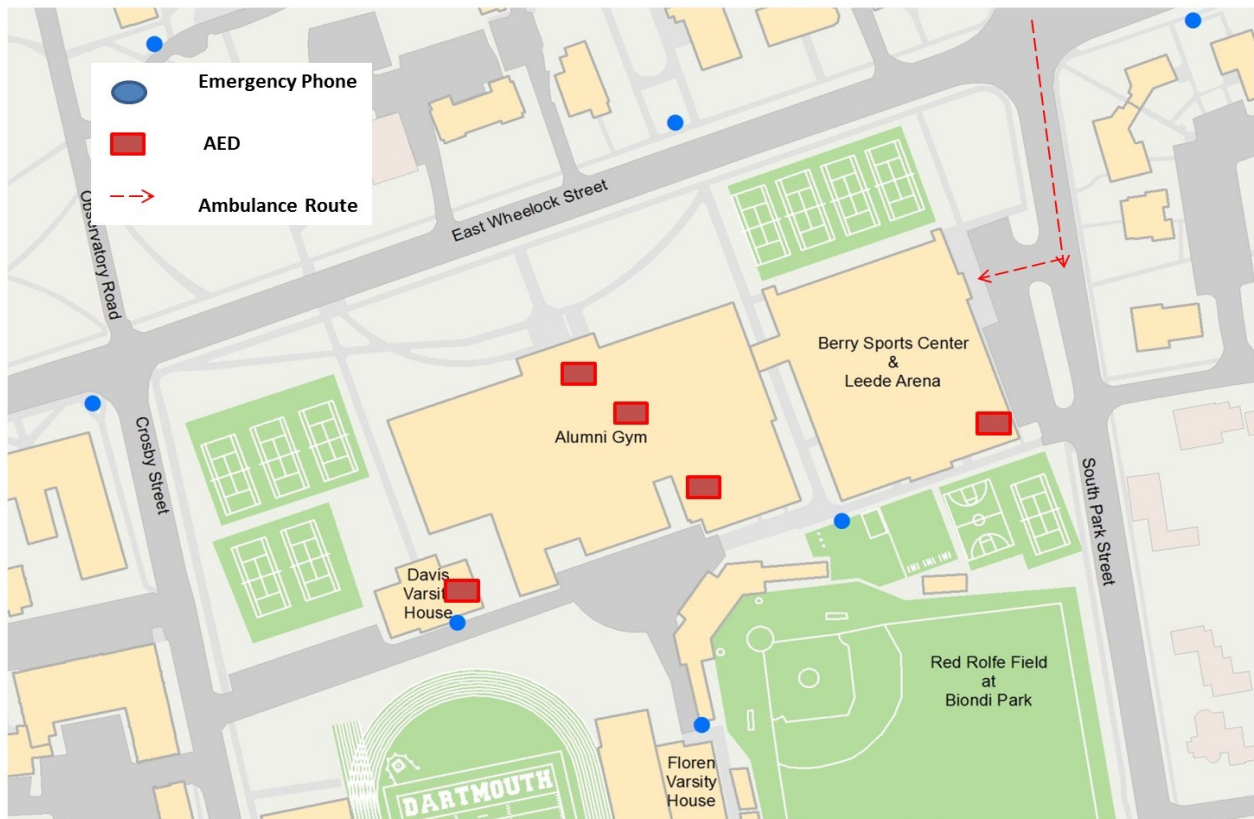 Emergency Phone
AED
Ambulance Route
Observatory Road
East Wheelock Street
Berry Sports Center
&
Leede Arena
Alumni Gym
Crosby Street
South Park Street
Davis
Varsity
House
Red Rolfe Field
at
Biondi Park
Floren
Varsity
House
DARTMOUTH